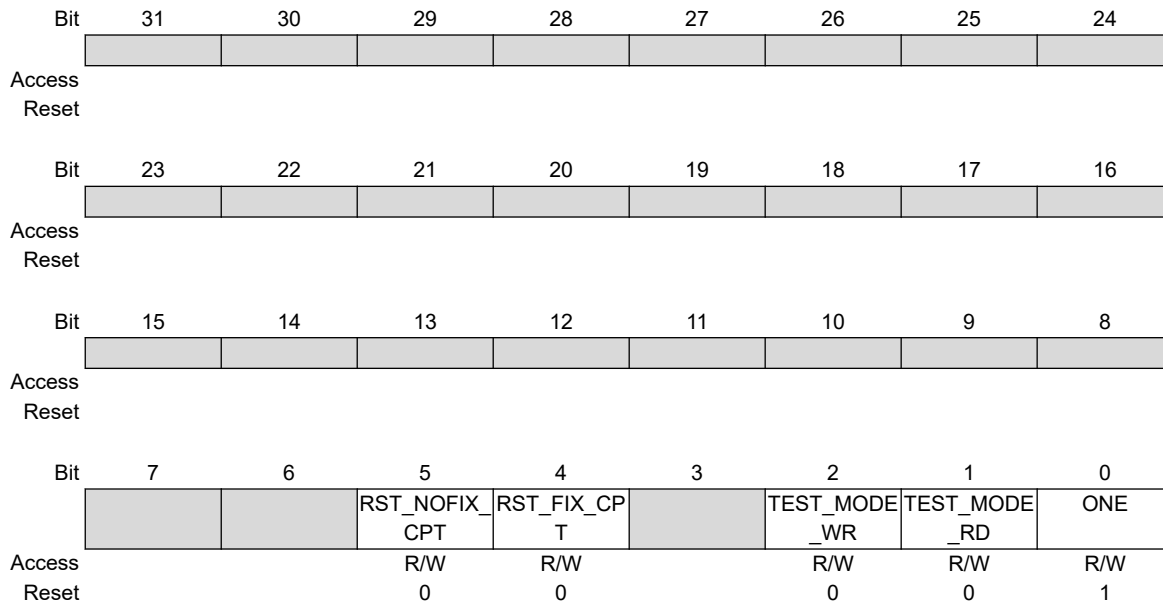 Bit 31 30 29 28 27 26 25 24
Access
Reset
Bit 23 22 21 20 19 18 17 16
Access
Reset
Bit 15 14 13 12 11 10 9 8
Access
Reset
Bit 7 6 5 4 3 2 1 0
RST_NOFIX_ RST_FIX_CP TEST_MODE TEST_MODE ONE
CPT T _WR _RD
Access R/W R/W R/W R/W R/W
Reset 0 0 0 0 1